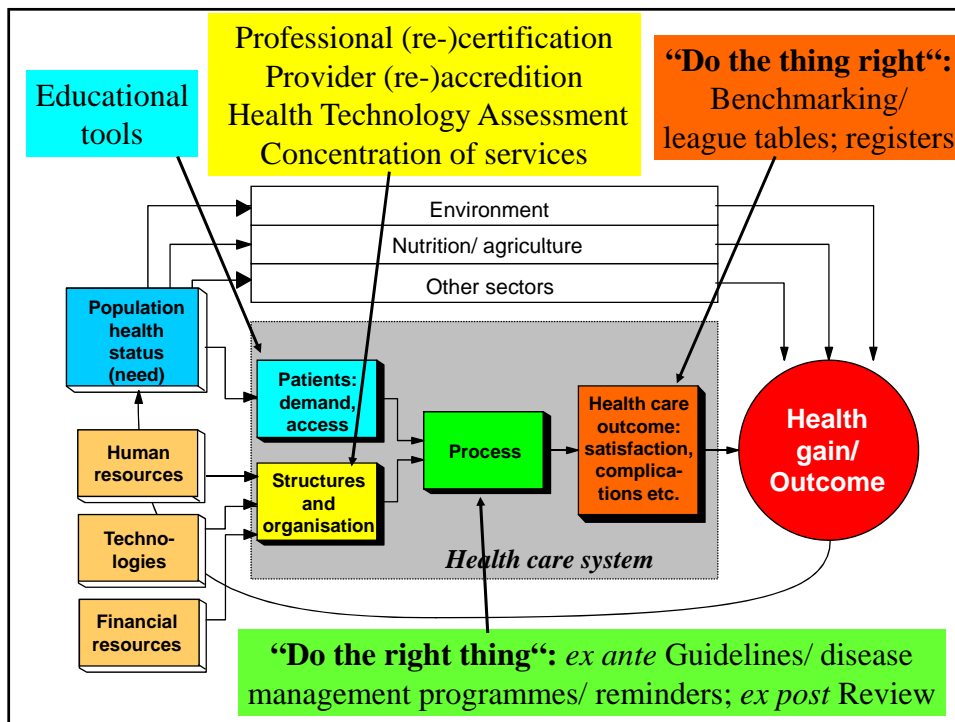 Professional (re-)certification
Provider (re-)accredition
Health Technology Assessment
Concentration of services
“Do the thing right“:
Benchmarking/
league tables; registers
Educational
tools
Environment
Nutrition/ agriculture
Other sectors
Population
health
status
(need)
Patients:
demand,
access
Human
resources
Structures
and
organisation
Techno-
logies
Financial
resources
Process
Health care
outcome:
satisfaction,
complica-
tions etc.
Health
gain/
Outcome
Health care system
“Do the right thing“: ex ante Guidelines/ disease
management programmes/ reminders; ex post Review